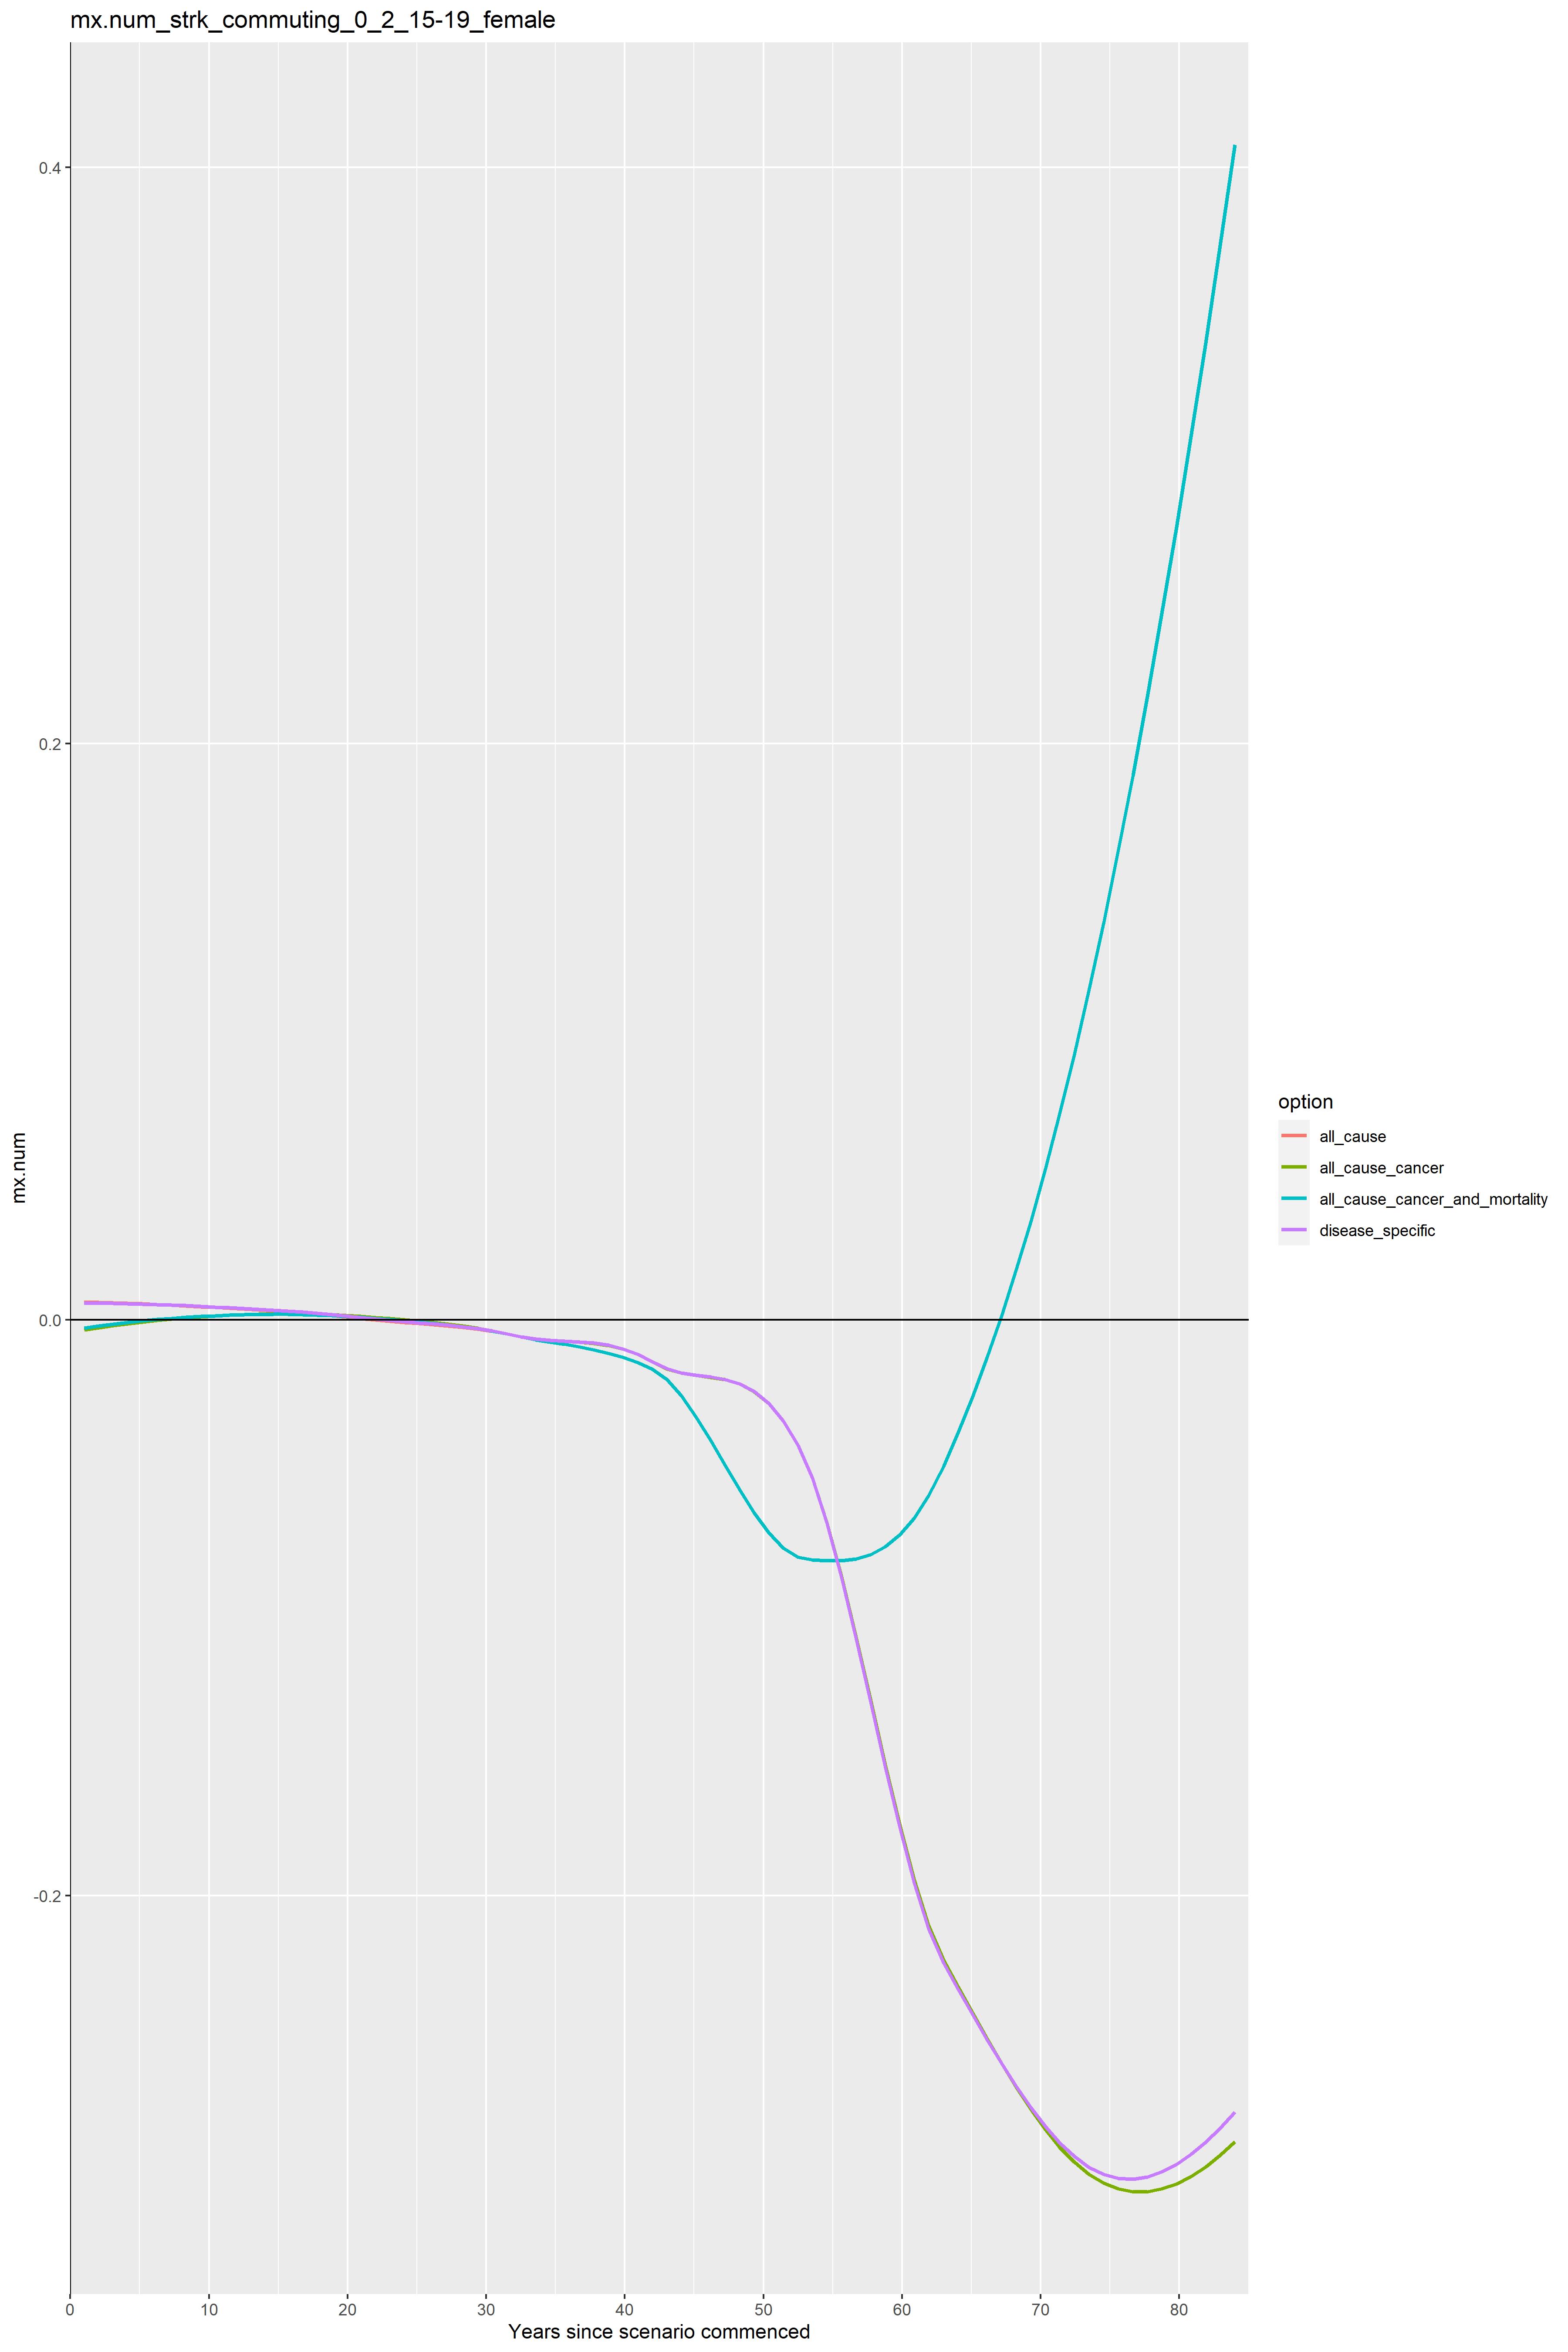 mx.num_strk_commuting_0_2_15-19_female
0.4
0.2
0.0
-0.2
mx.num
0 10 20 30 40 50 60 70 80
Years since scenario commenced
option
all_cause
all_cause_cancer
all_cause_cancer_and_mortality
disease_specific